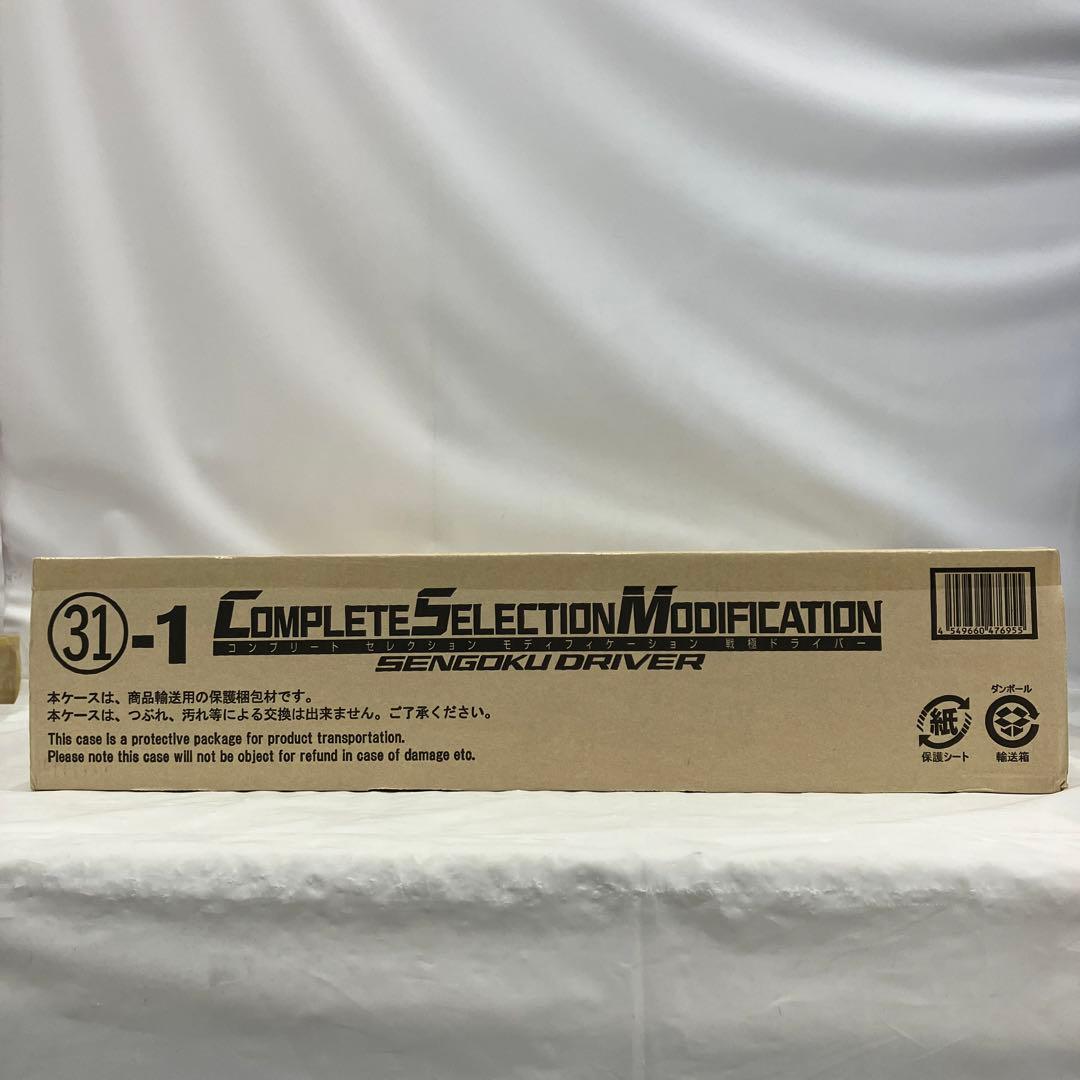 ㉛-1
COMPLETE SELECTION MODIFICATION
コンプリート セレクション モディフィケーション 戦極ドライバー
SENGOKU DRIVER
本ケースは、商品輸送用の保護梱包材です。
本ケースは、つぶれ、汚れ等による交換は出来ません。ご了承ください。
This case is a protective package for product transportation.
Please note this case will not be object for refund in case of damage etc.
4 549660 476955
紙
保護シート
ダンボール
輸送箱